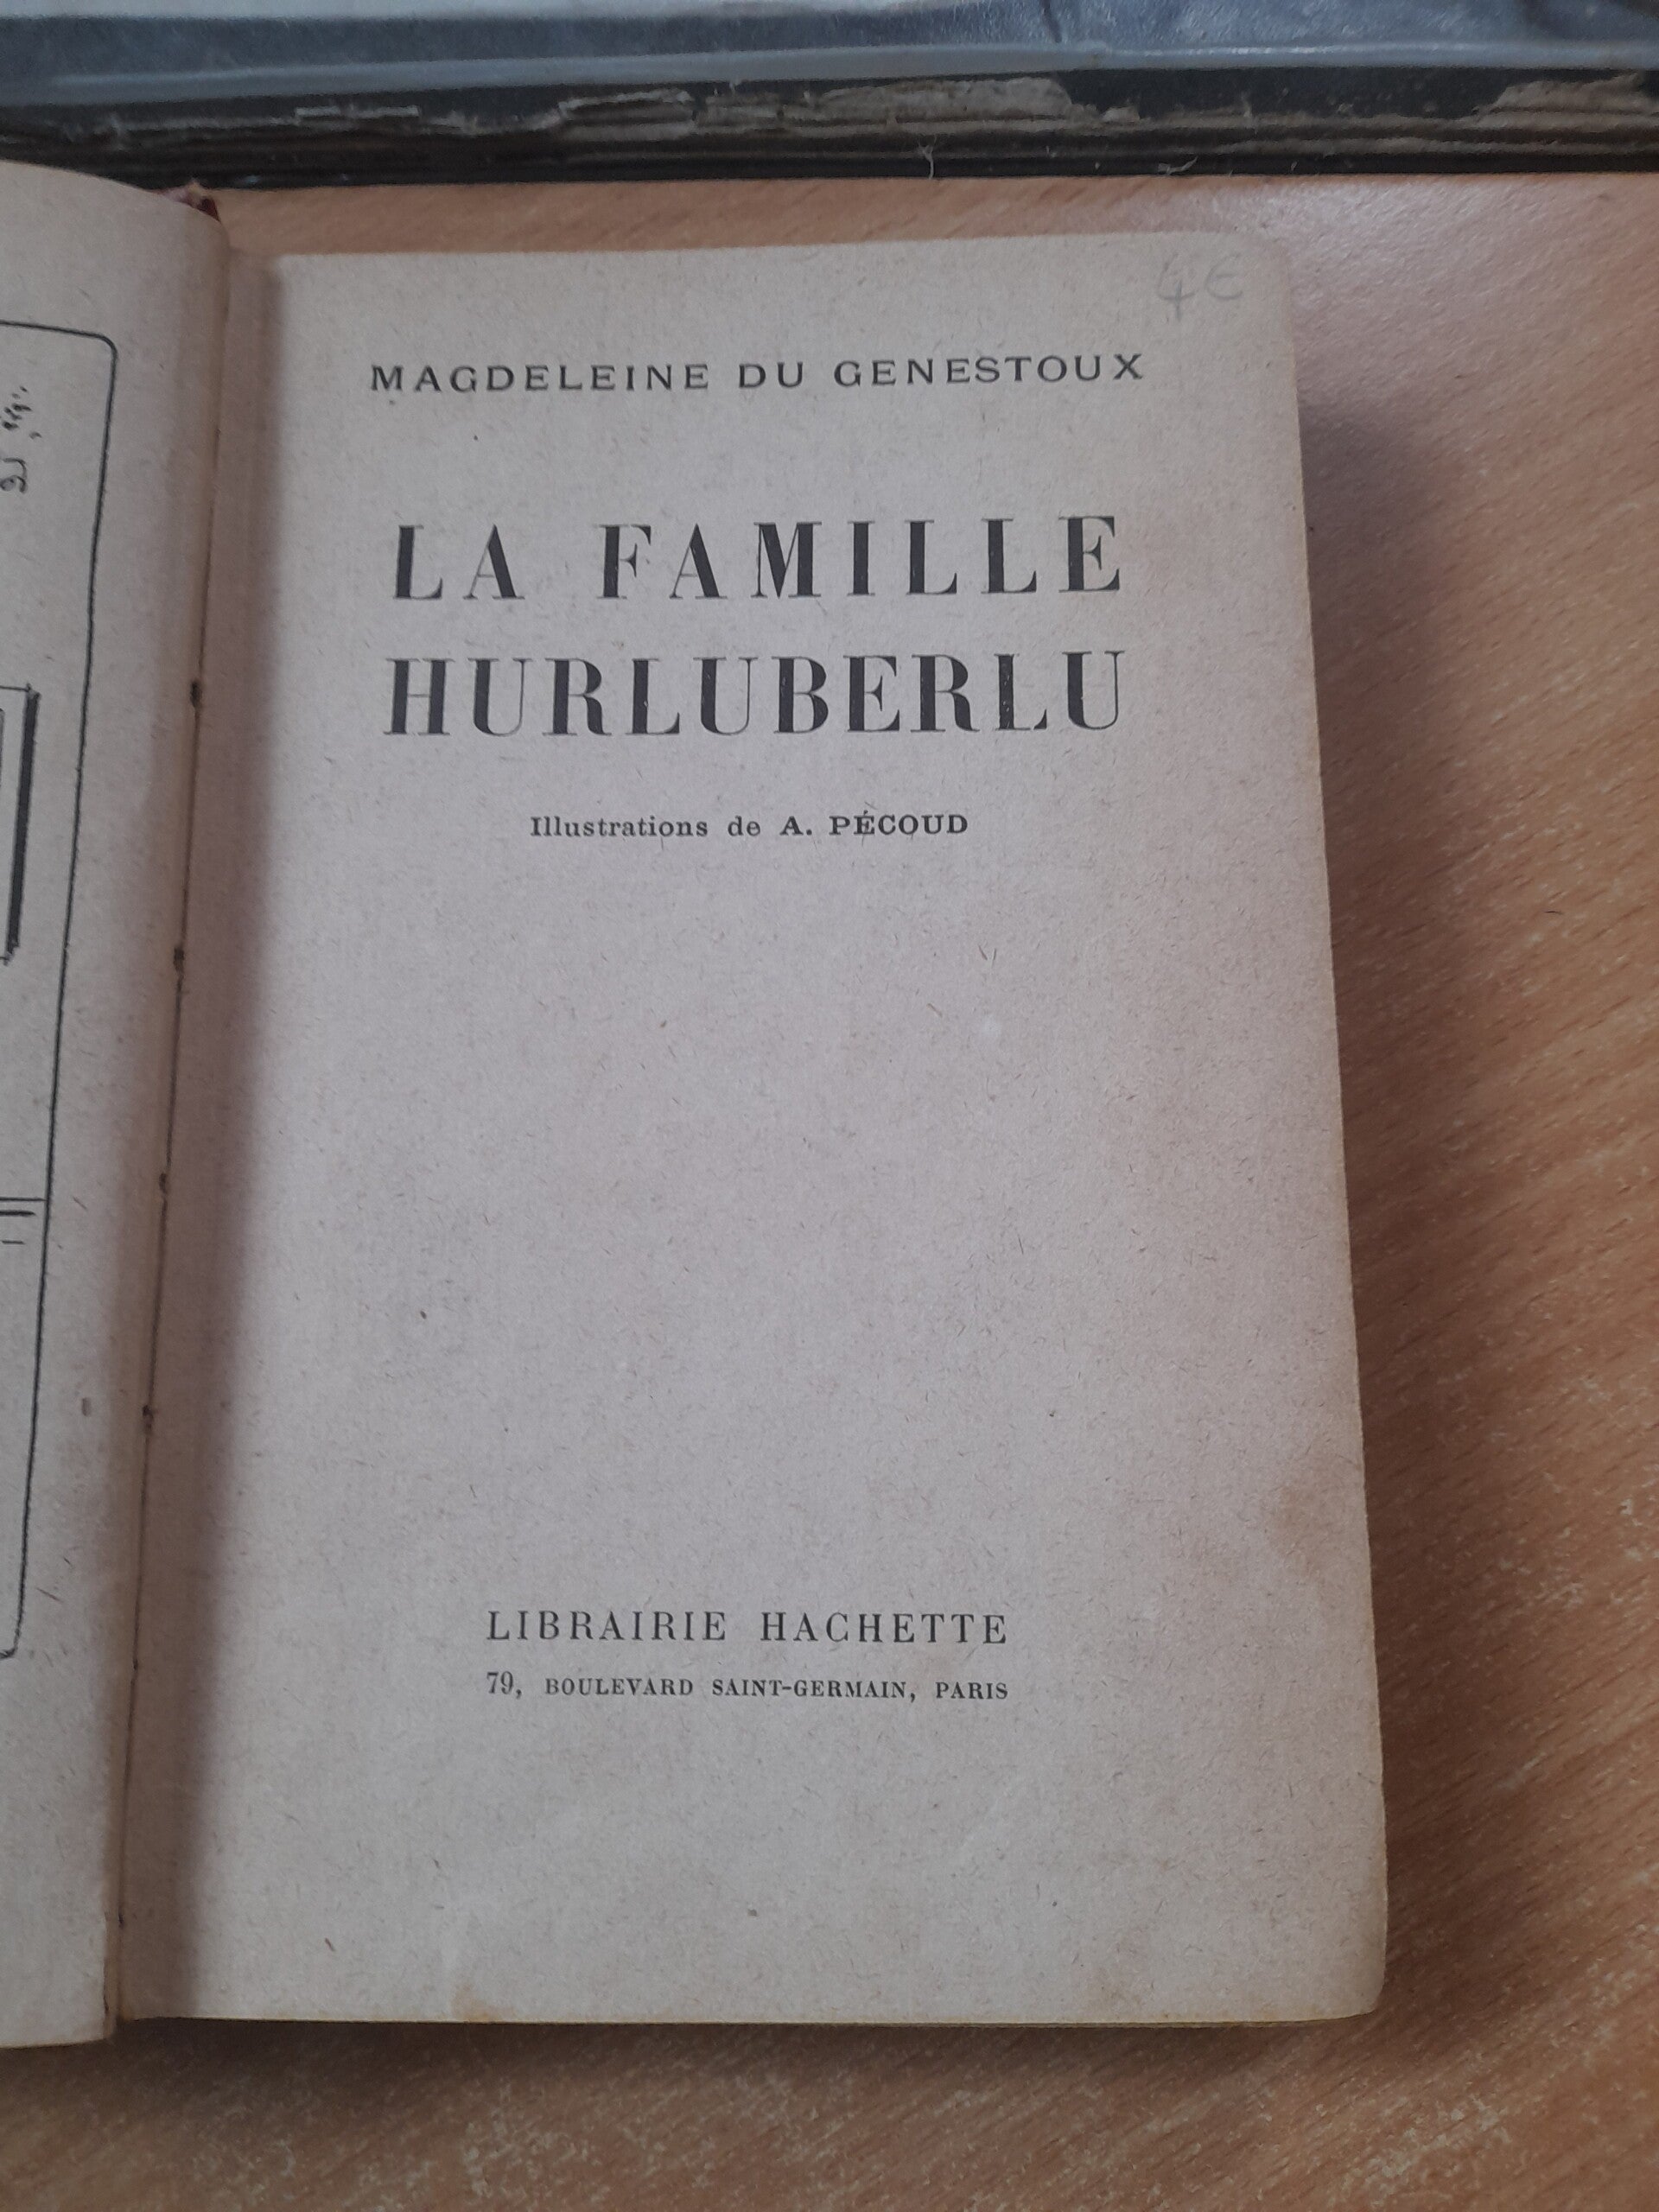 4€
MAGDELEINE DU GENESTOUX
LA FAMILLE
HURLUBERLU
Illustrations de A. PÉCOUD
LIBRAIRIE HACHETTE
79, BOULEVARD SAINT-GERMAIN, PARIS